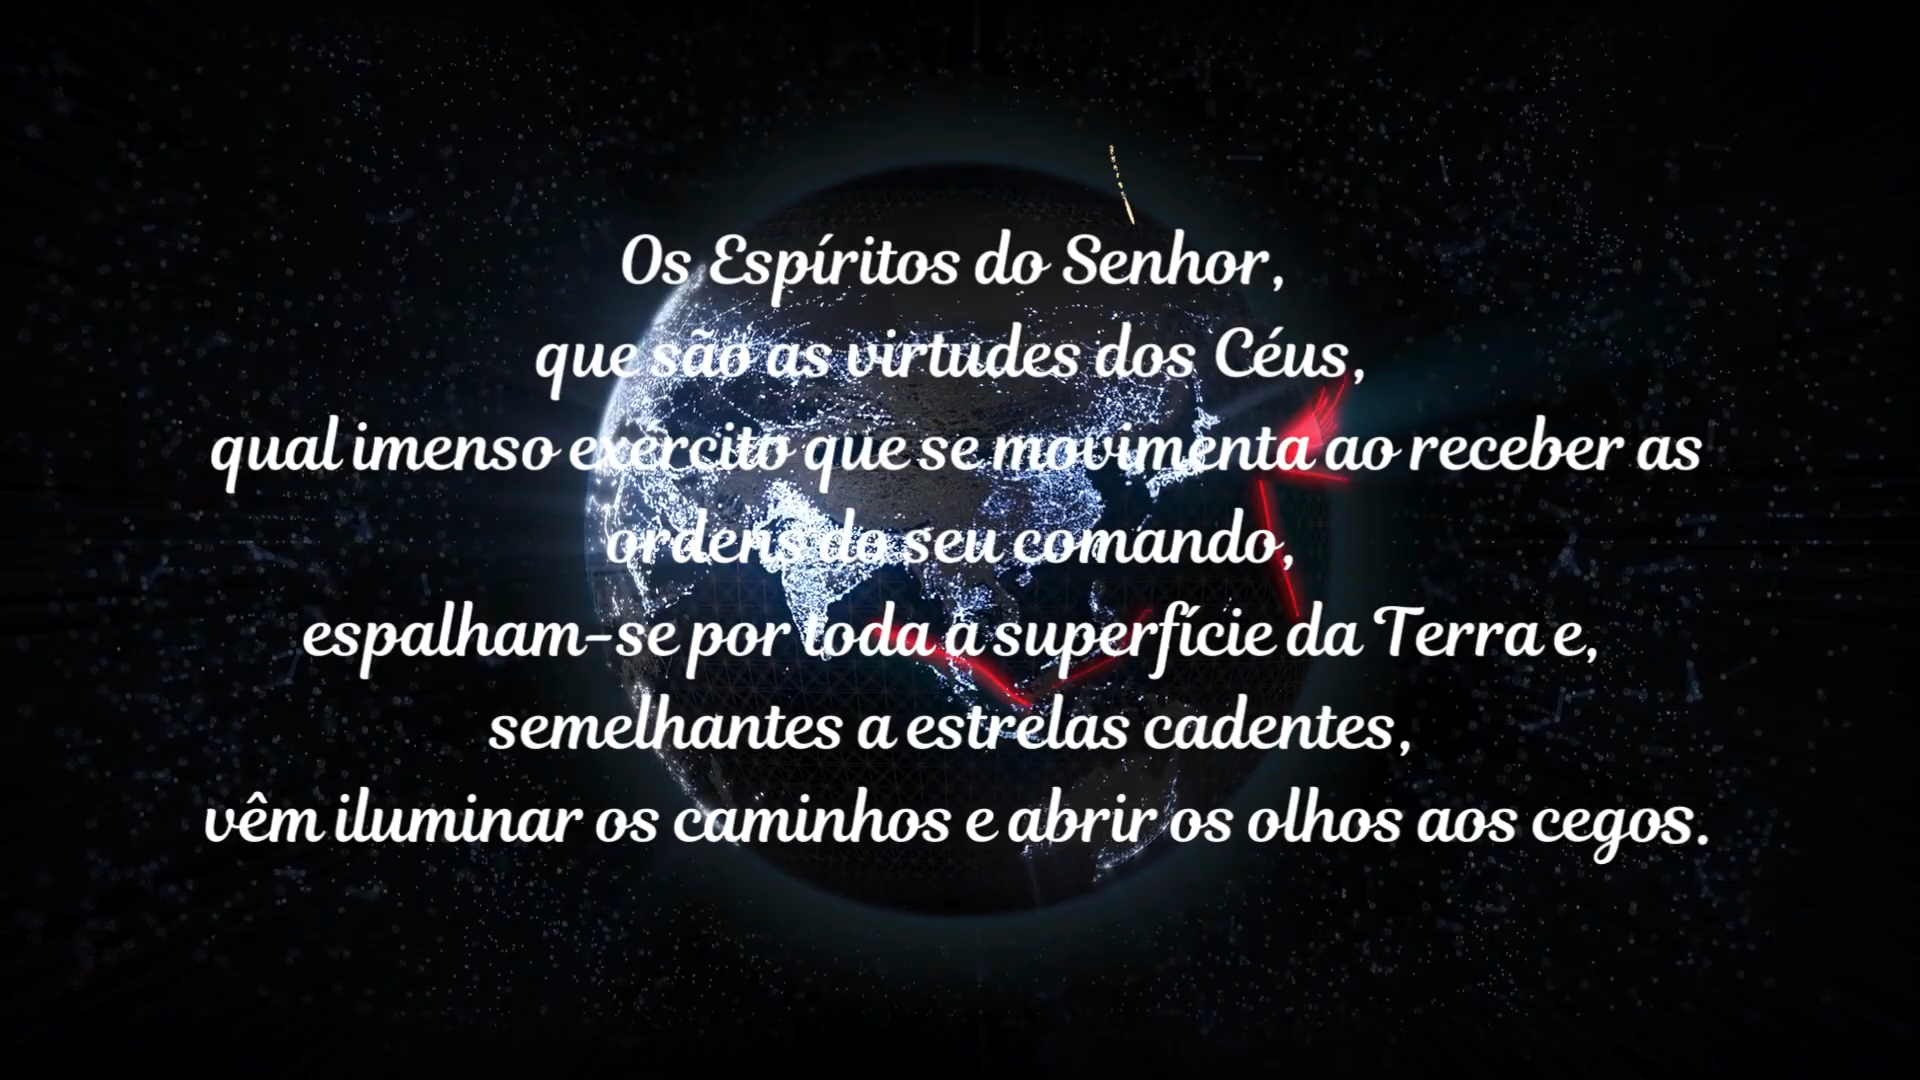 Os Espíritos do Senhor,
que são as virtudes dos Céus,
qual imenso exercito que se movimenta ao receber as
ordens do seu comando,
espalham-se por toda a superfície da Terra e,
semelhantes a estrelas cadentes,
vêm iluminar os caminhos e abrir os olhos aos cegos.